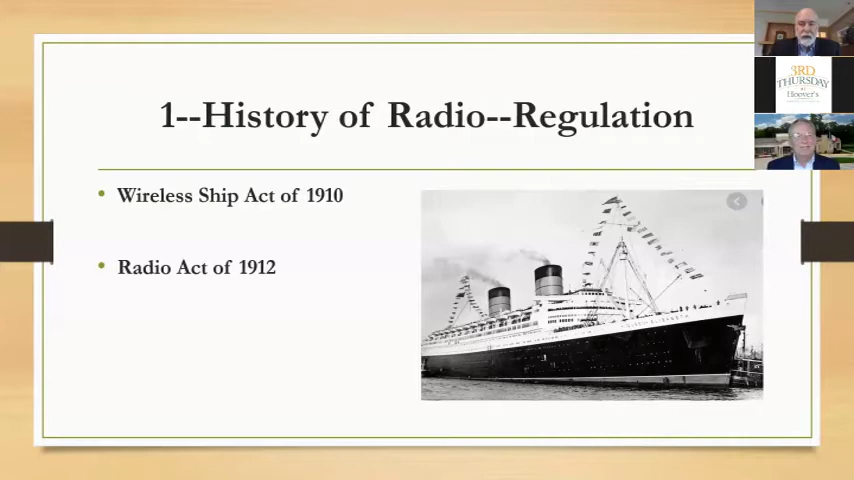 1--History of Radio--Regulation
• Wireless Ship Act of 1910
• Radio Act of 1912
3RD
THURSDAY
at
Hoover's